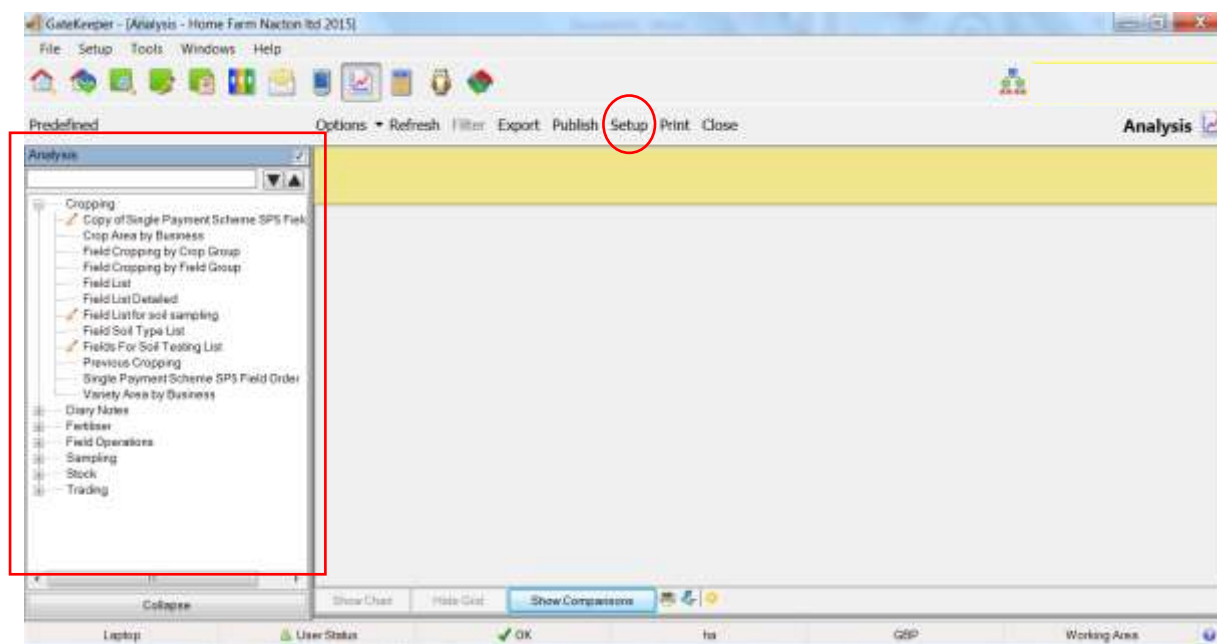 GateKeeper - [Analysis - Home Farm Nacton ltd 2015]
File Setup Tools Windows Help
Predefined Options Refresh Filter Export Publish Setup Print Close Analysis
Analysis
Cropping
Copy of Single Payment Scheme SP5 Fiel
Crop Area by Business
Field Cropping by Crop Group
Field Cropping by Field Group
Field List
Field List Detailed
Field List for soil sampling
Field Soil Type List
Fields For Soil Testing List
Previous Cropping
Single Payment Scheme SP5 Field Order
Variety Area by Business
Diary Notes
Fertiliser
Field Operations
Sampling
Stock
Trading
Collapse Show Chart Hide Grid Show Comparisons
Laptop User Status OK ha GBP Working Area